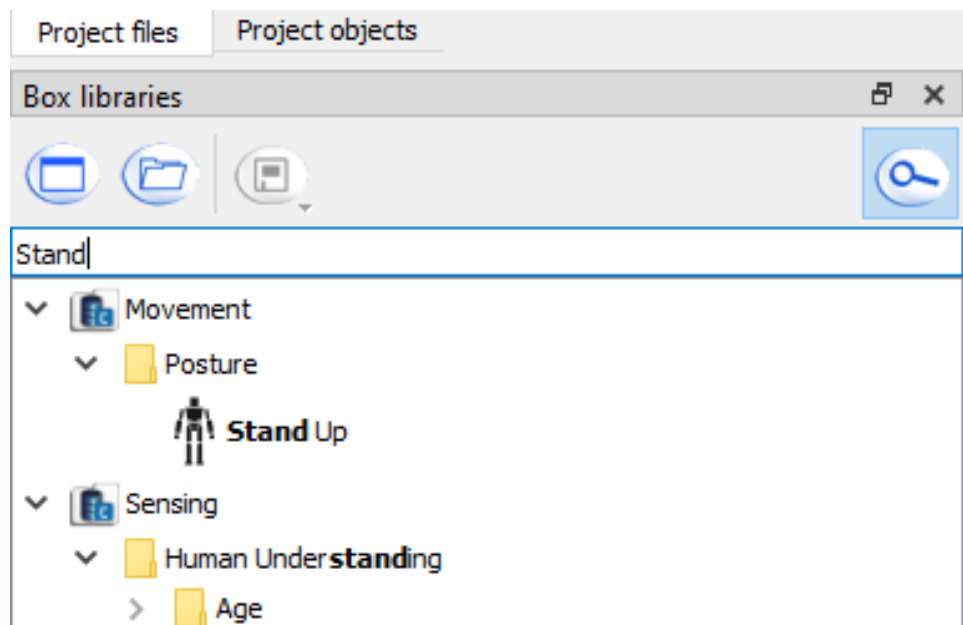 Project files Project objects
Box libraries
Stand
Movement
Posture
Stand Up
Sensing
Human Understanding
Age